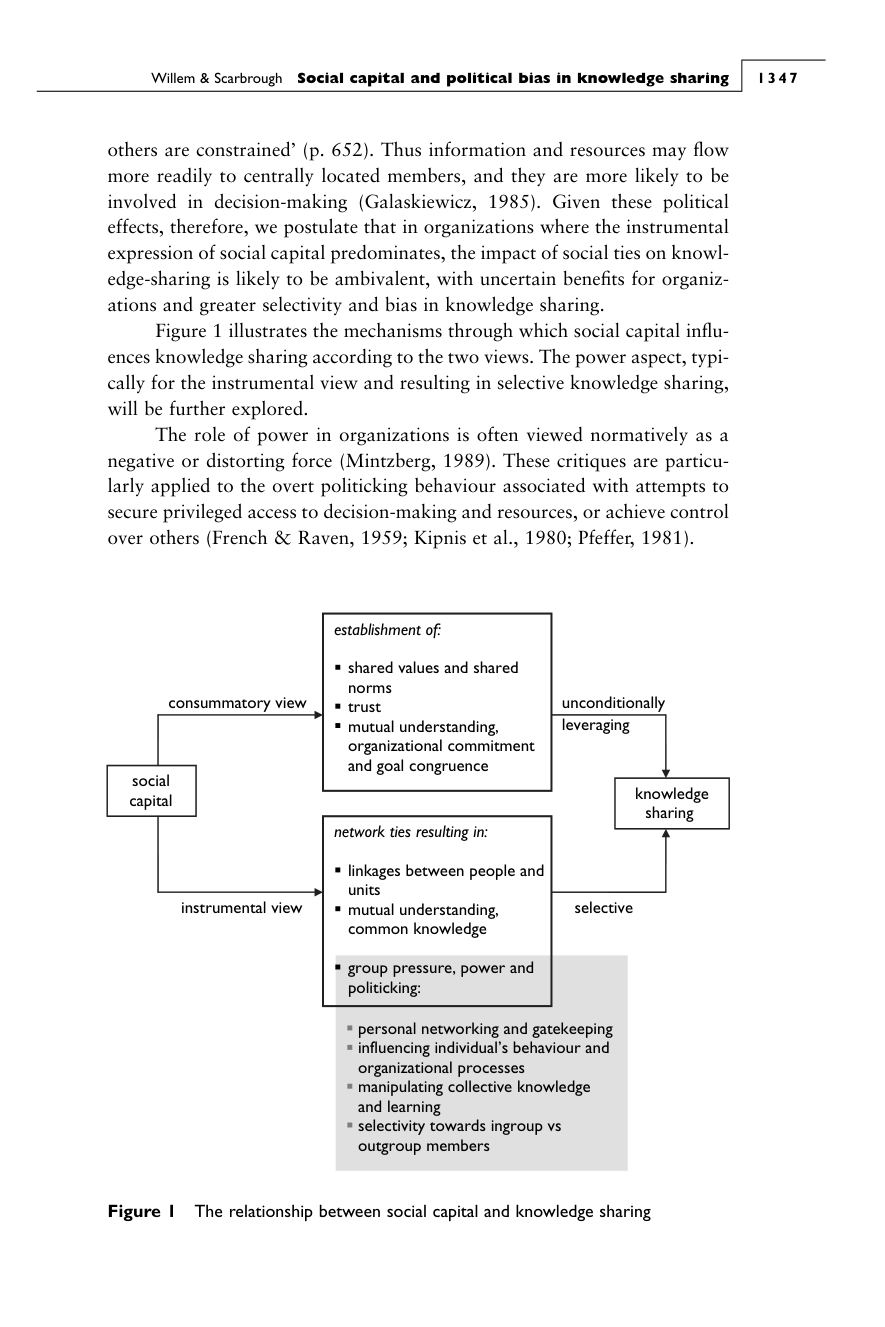 Willem & Scarbrough Social capital and political bias in knowledge sharing 1347
others are constrained’ (p. 652). Thus information and resources may flow
more readily to centrally located members, and they are more likely to be
involved in decision-making (Galaskiewicz, 1985). Given these political
effects, therefore, we postulate that in organizations where the instrumental
expression of social capital predominates, the impact of social ties on knowl-
edge-sharing is likely to be ambivalent, with uncertain benefits for organiz-
ations and greater selectivity and bias in knowledge sharing.
Figure 1 illustrates the mechanisms through which social capital influ-
ences knowledge sharing according to the two views. The power aspect, typi-
cally for the instrumental view and resulting in selective knowledge sharing,
will be further explored.
The role of power in organizations is often viewed normatively as a
negative or distorting force (Mintzberg, 1989). These critiques are particu-
larly applied to the overt politicking behaviour associated with attempts to
secure privileged access to decision-making and resources, or achieve control
over others (French & Raven, 1959; Kipnis et al., 1980; Pfeffer, 1981).
establishment of:
▪ shared values and shared
norms
▪ trust
▪ mutual understanding,
organizational commitment
and goal congruence
consummatory view
unconditionally
leveraging
social
capital
knowledge
sharing
network ties resulting in:
▪ linkages between people and
units
▪ mutual understanding,
common knowledge
instrumental view
selective
▪ group pressure, power and
politicking:
▪ personal networking and gatekeeping
▪ influencing individual’s behaviour and
organizational processes
▪ manipulating collective knowledge
and learning
▪ selectivity towards ingroup vs
outgroup members
Figure 1 The relationship between social capital and knowledge sharing